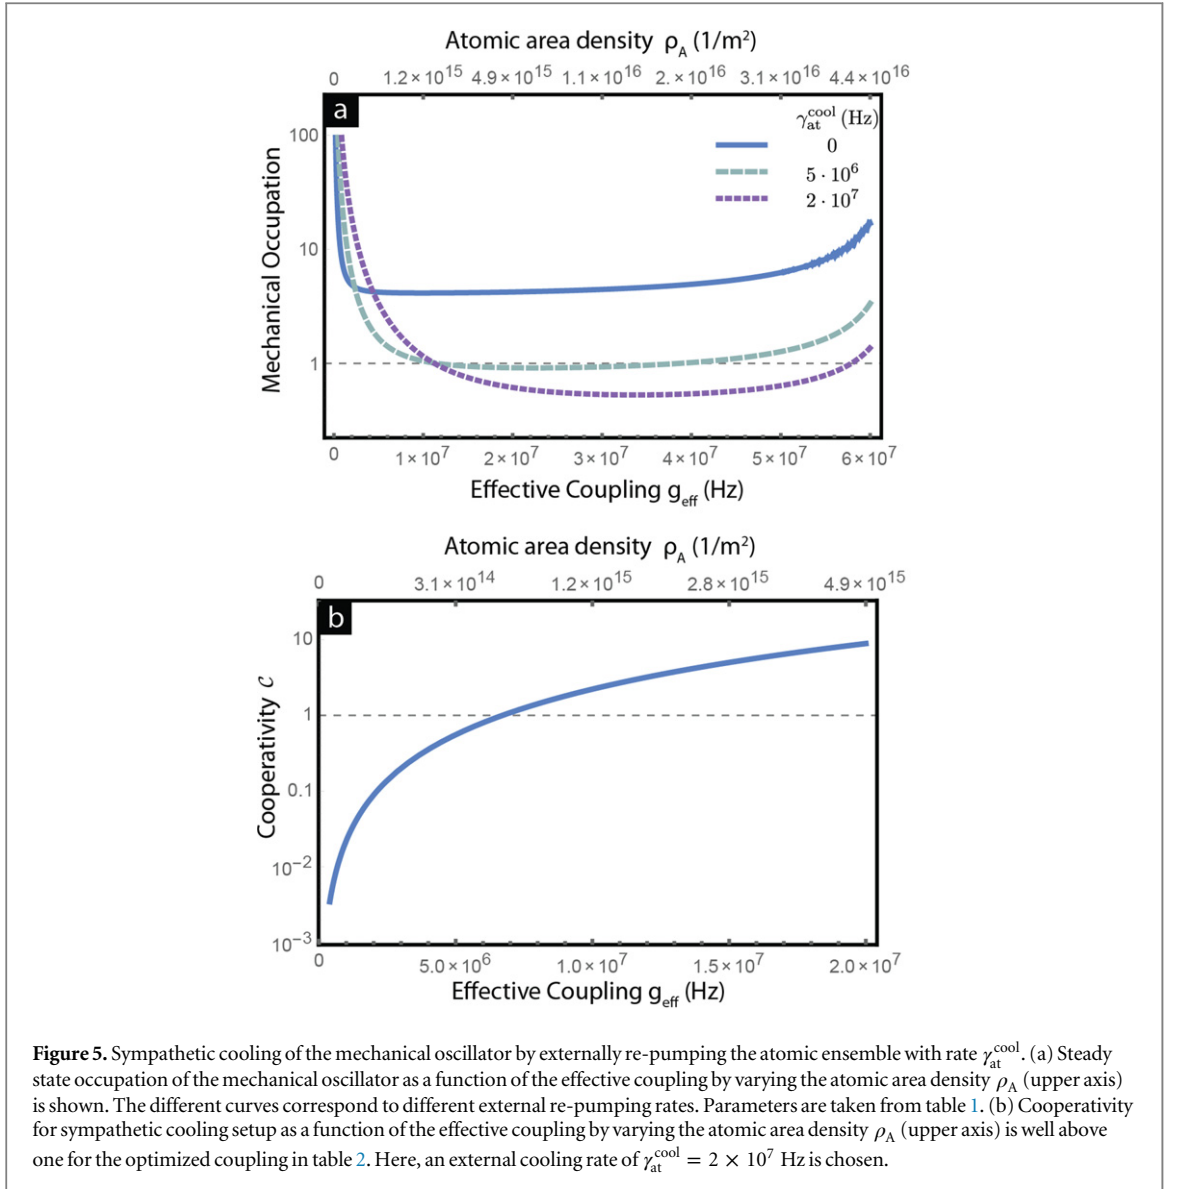 Atomic area density ρ_A (1/m²)
0 1.2 × 10^15 4.9 × 10^15 1.1 × 10^16 2. × 10^16 3.1 × 10^16 4.4 × 10^16
a
γ_at^cool (Hz)
0
5 · 10^6
2 · 10^7
100
10
1
Mechanical Occupation
0 1×10^7 2×10^7 3×10^7 4×10^7 5×10^7 6×10^7
Effective Coupling g_eff (Hz)
Atomic area density ρ_A (1/m²)
0 3.1 × 10^14 1.2 × 10^15 2.8 × 10^15 4.9 × 10^15
b
10
1
0.1
10^−2
10^−3
Cooperativity 𝒞
0 5.0 × 10^6 1.0 × 10^7 1.5 × 10^7 2.0 × 10^7
Effective Coupling g_eff (Hz)
Figure 5. Sympathetic cooling of the mechanical oscillator by externally re-pumping the atomic ensemble with rate γ_at^cool. (a) Steady
state occupation of the mechanical oscillator as a function of the effective coupling by varying the atomic area density ρ_A (upper axis)
is shown. The different curves correspond to different external re-pumping rates. Parameters are taken from table 1. (b) Cooperativity
for sympathetic cooling setup as a function of the effective coupling by varying the atomic area density ρ_A (upper axis) is well above
one for the optimized coupling in table 2. Here, an external cooling rate of γ_at^cool = 2 × 10^7 Hz is chosen.